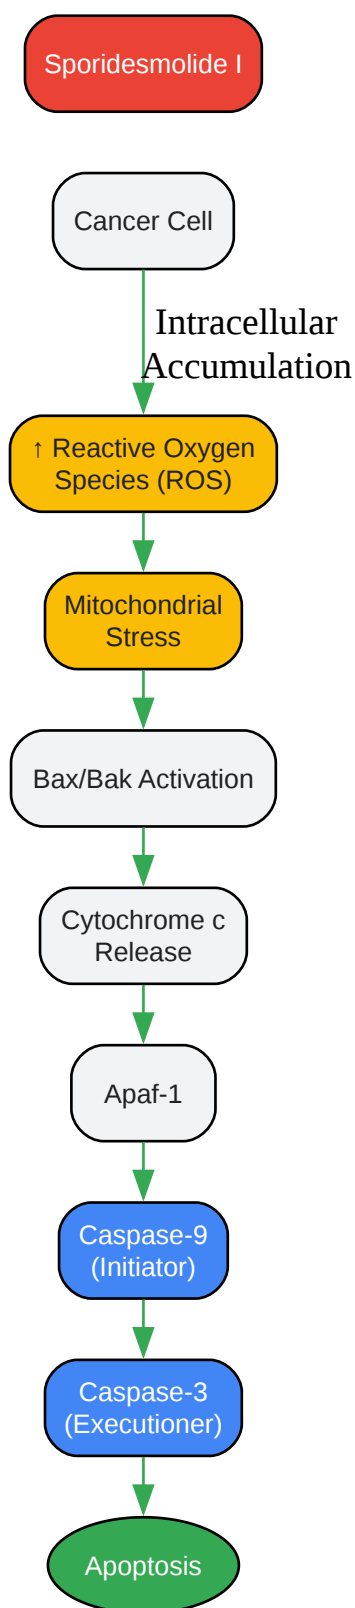 Sporidesmolide I
Cancer Cell
Intracellular
Accumulation
↑ Reactive Oxygen
Species (ROS)
Mitochondrial
Stress
Bax/Bak Activation
Cytochrome c
Release
Apaf-1
Caspase-9
(Initiator)
Caspase-3
(Executioner)
Apoptosis